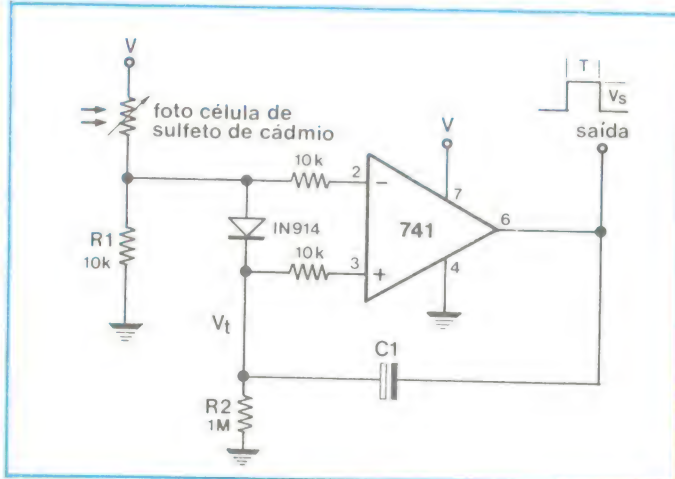 V
foto célula de
sulfeto de cádmio
R1
10k
IN914
10k
10k
2
−
3
+
741
V
7
4
6
T
Vs
saída
Vt
C1
R2
1M